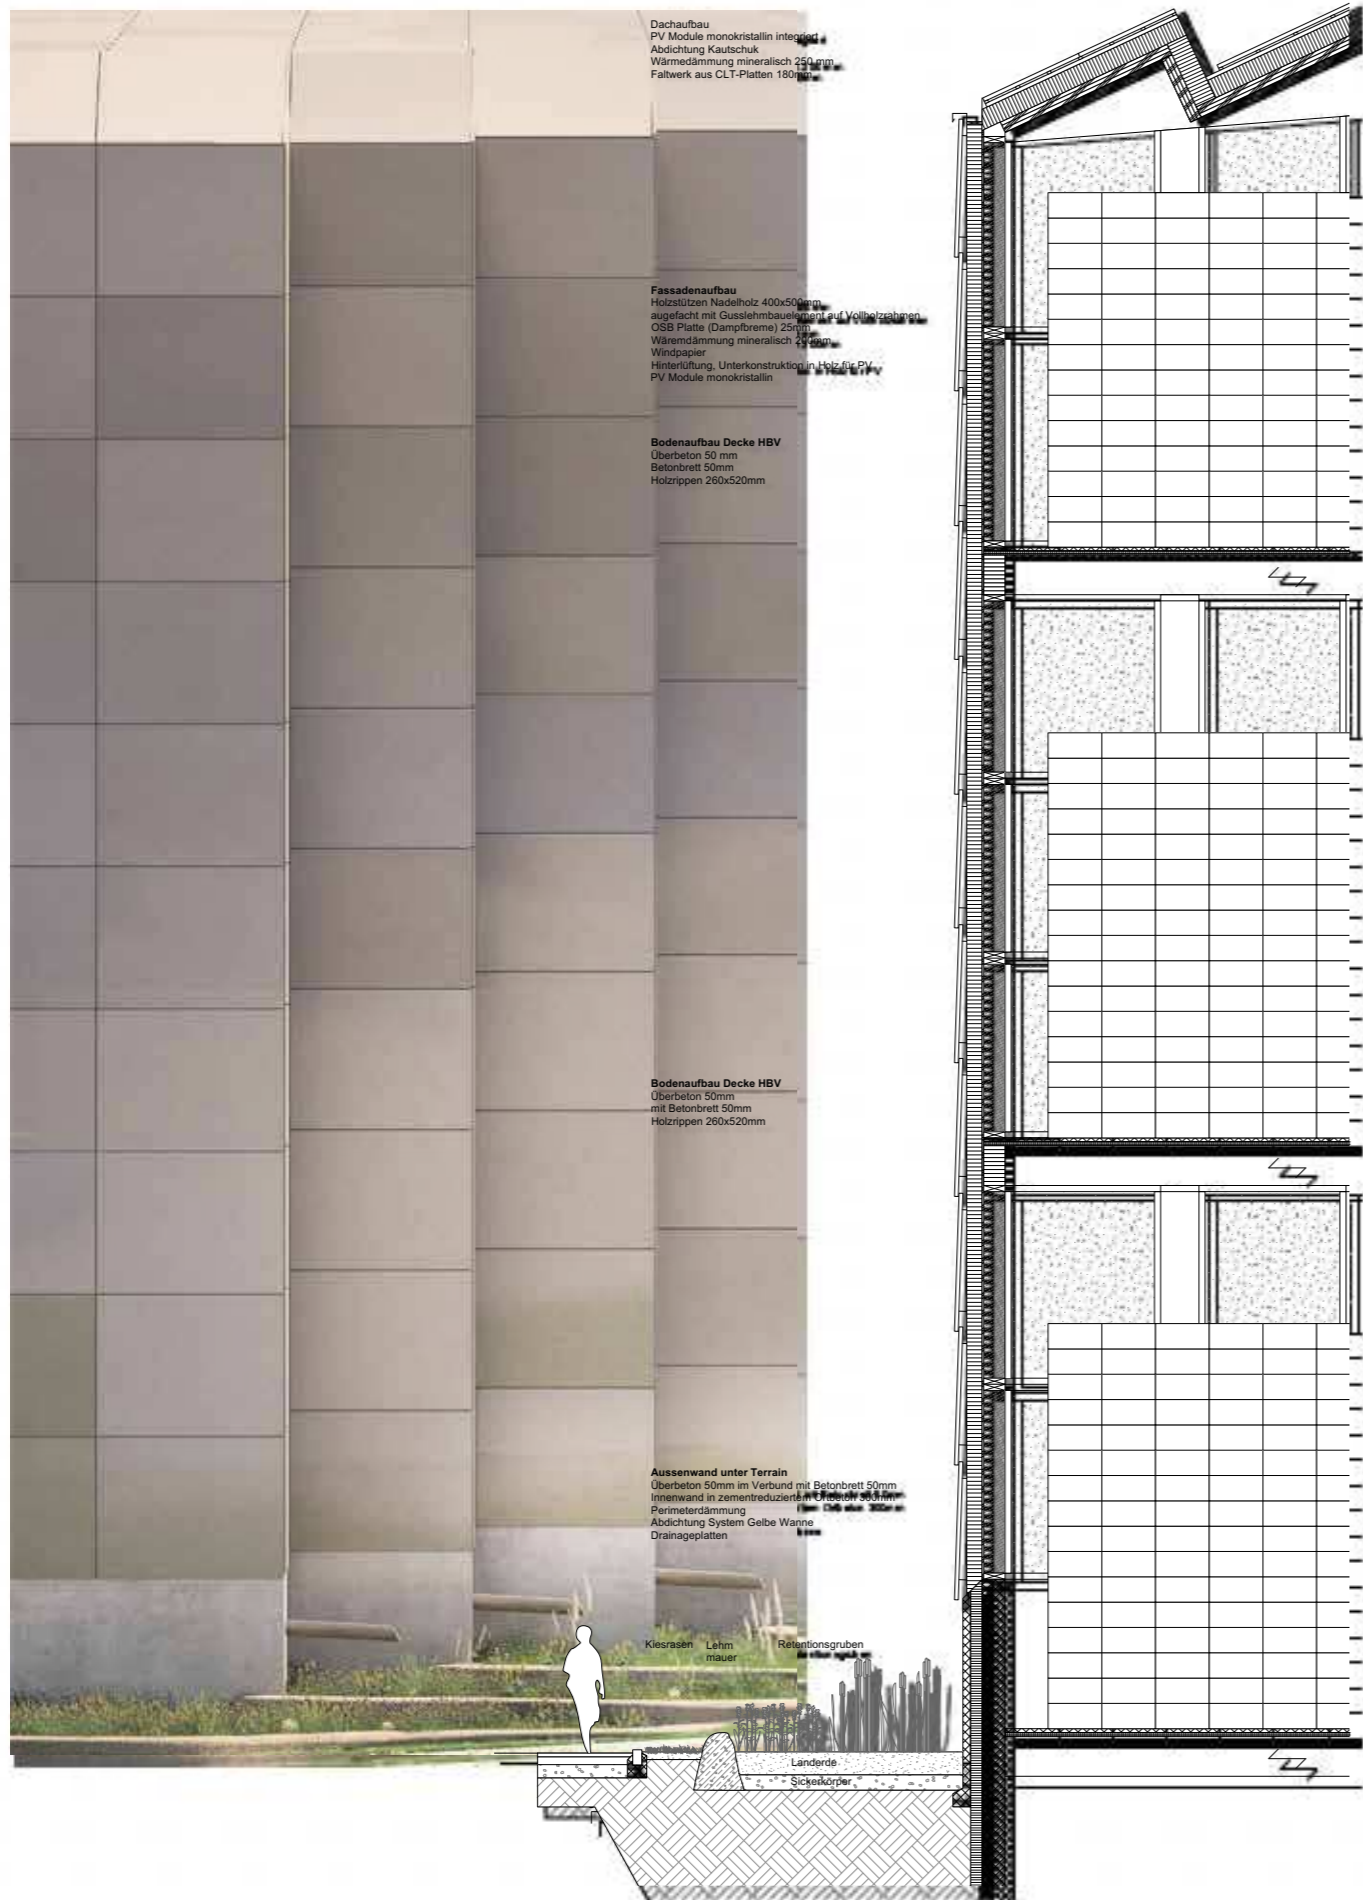 Dachaufbau
PV Module monokristallin integriert
Abdichtung Kautschuk
Wärmedämmung mineralisch 250 mm
Faltwerk aus CLT-Platten 180mm
Fassadenaufbau
Holzstützen Nadelholz 400x500mm
augefacht mit Gusslehmbauelement auf Vollholzrahmen
OSB Platte (Dampfbreme) 25mm
Wäremdämmung mineralisch 200mm
Windpapier
Hinterlüftung, Unterkonstruktion in Holz für PV
PV Module monokristallin
Bodenaufbau Decke HBV
Überbeton 50 mm
Betonbrett 50mm
Holzrippen 260x520mm
Bodenaufbau Decke HBV
Überbeton 50mm
mit Betonbrett 50mm
Holzrippen 260x520mm
Aussenwand unter Terrain
Überbeton 50mm im Verbund mit Betonbrett 50mm
Innenwand in zementreduziertem Ortbeton 300mm
Perimeterdämmung
Abdichtung System Gelbe Wanne
Drainageplatten
Kiesrasen
Lehm
mauer
Retentionsgruben
Landerde
Sickerkörper